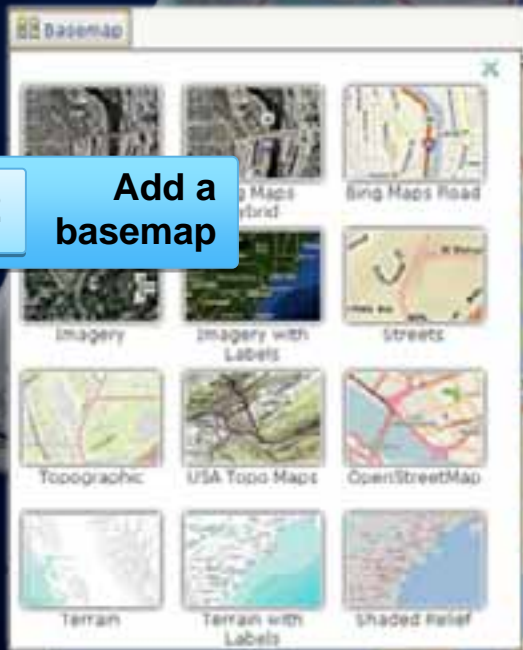 Basemap
Maps
Bing Maps Road
Add a
basemap
Imagery
Imagery with
Labels
Streets
Topographic
USA Topo Maps
OpenStreetMap
Terrain
Terrain with
Labels
Shaded Relief